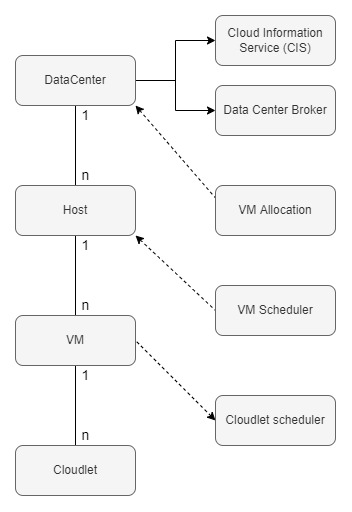 Cloud Information
Service (CIS)
DataCenter
Data Center Broker
1
n
Host
VM Allocation
1
n
VM Scheduler
VM
1
n
Cloudlet scheduler
Cloudlet